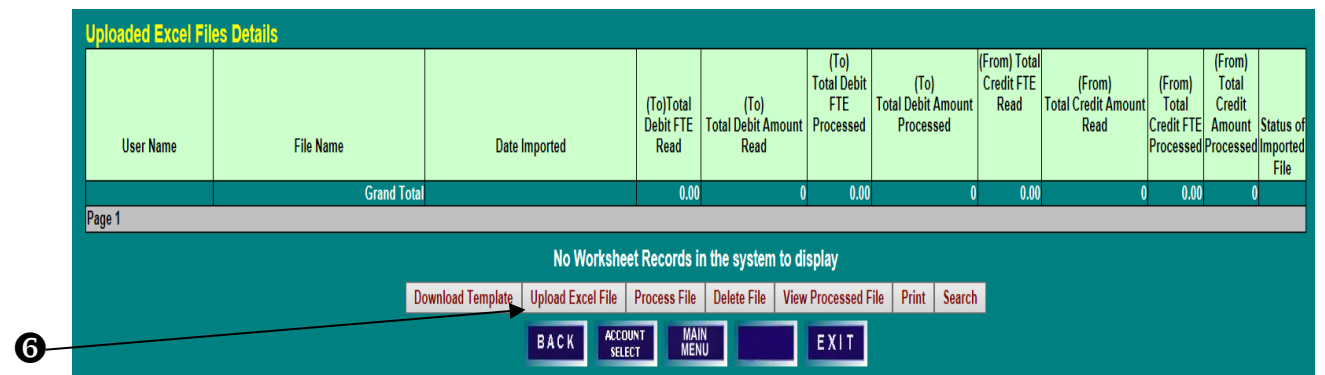 Uploaded Excel Files Details
User Name
File Name
Date Imported
(To)Total
Debit FTE
Read
(To)
Total Debit Amount
Read
(To)
Total Debit
FTE
Processed
(To)
Total Debit Amount
Processed
(From) Total
Credit FTE
Read
(From)
Total Credit Amount
Read
(From)
Total
Credit FTE
Processed
(From)
Total
Credit
Amount
Processed
Status of
Imported
File
Grand Total 0.00 0 0.00 0 0.00 0 0.00 0
Page 1
No Worksheet Records in the system to display
Download Template Upload Excel File Process File Delete File View Processed File Print Search
❻
BACK
ACCOUNT
SELECT
MAIN
MENU
EXIT